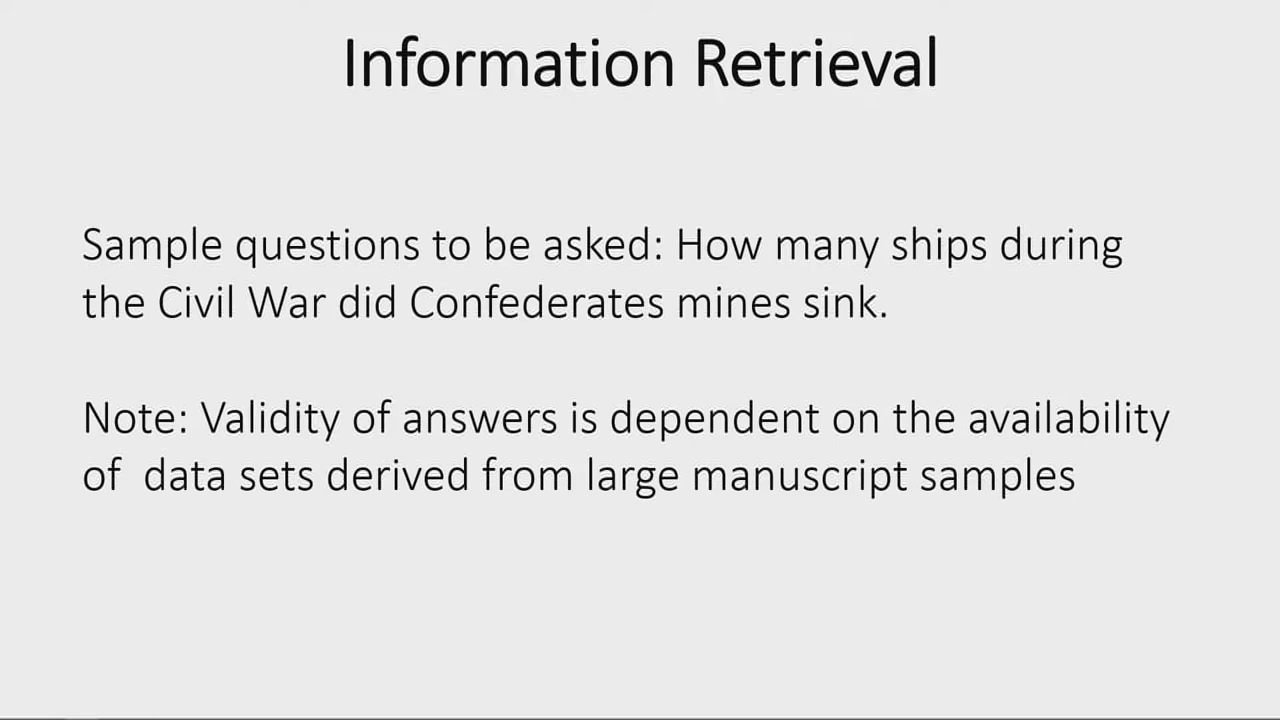 Information Retrieval
Sample questions to be asked: How many ships during
the Civil War did Confederates mines sink.
Note: Validity of answers is dependent on the availability
of  data sets derived from large manuscript samples